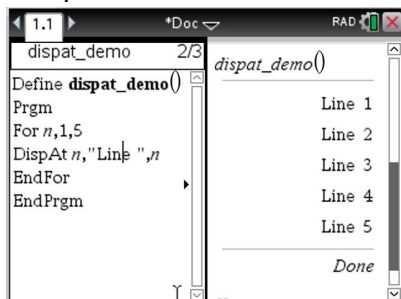 1.1 *Doc RAD
dispat_demo 2/3
Define dispat_demo()
Prgm
For n,1,5
DispAt n,"Line ",n
EndFor
EndPrgm
dispat_demo()
Line 1
Line 2
Line 3
Line 4
Line 5
Done